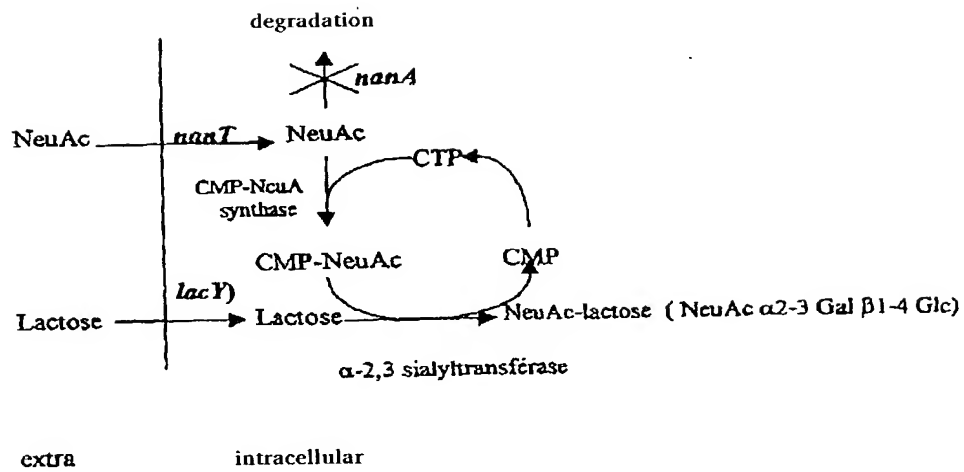 degradation
nanA
NeuAc nanT NeuAc
CTP
CMP-NcuA
synthase
CMP-NeuAc CMP
lacY)
Lactose Lactose NeuAc-lactose ( NeuAc α2-3 Gal β1-4 Glc)
α-2,3 sialyltransférase
extra intracellular